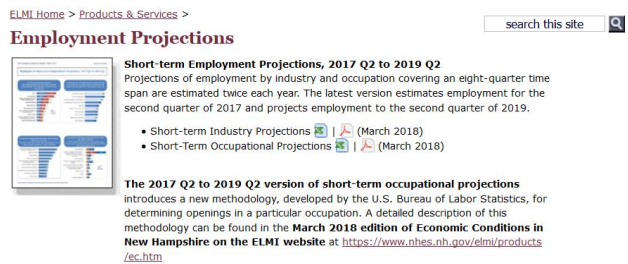 ELMI Home > Products & Services >
search this site
Employment Projections
Short-term Employment Projections, 2017 Q2 to 2019 Q2
Projections of employment by industry and occupation covering an eight-quarter time
span are estimated twice each year. The latest version estimates employment for the
second quarter of 2017 and projects employment to the second quarter of 2019.
• Short-term Industry Projections | (March 2018)
• Short-Term Occupational Projections | (March 2018)
The 2017 Q2 to 2019 Q2 version of short-term occupational projections
introduces a new methodology, developed by the U.S. Bureau of Labor Statistics, for
determining openings in a particular occupation. A detailed description of this
methodology can be found in the March 2018 edition of Economic Conditions in
New Hampshire on the ELMI website at https://www.nhes.nh.gov/elmi/products
/ec.htm